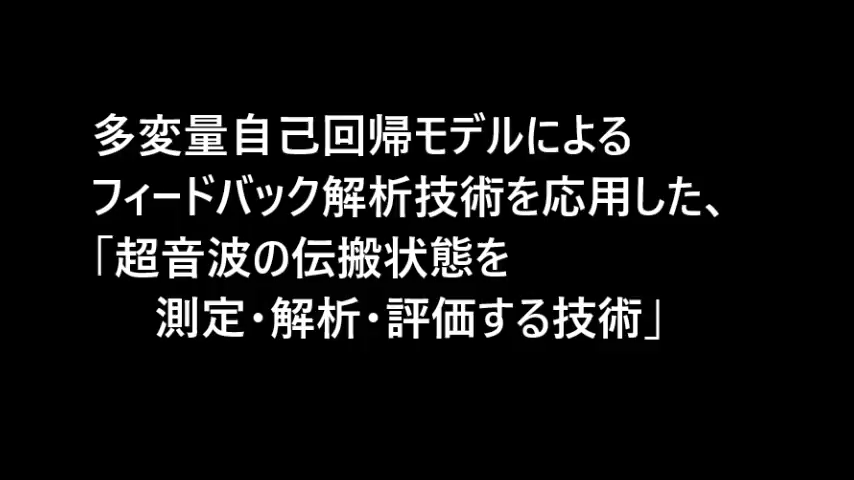 多変量自己回帰モデルによる
フィードバック解析技術を応用した、
「超音波の伝搬状態を
測定・解析・評価する技術」